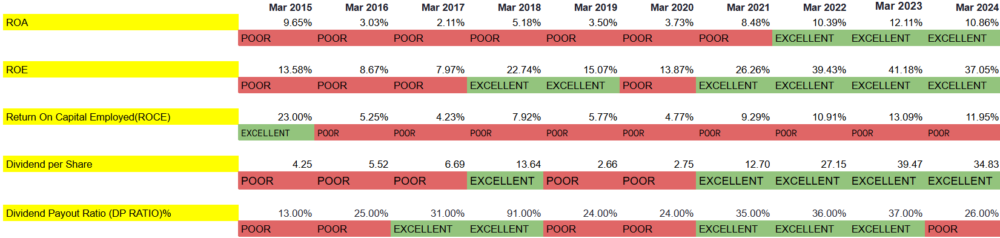 Mar 2015 Mar 2016 Mar 2017 Mar 2018 Mar 2019 Mar 2020 Mar 2021 Mar 2022 Mar 2023 Mar 2024
ROA 9.65% 3.03% 2.11% 5.18% 3.50% 3.73% 8.48% 10.39% 12.11% 10.86%
POOR POOR POOR POOR POOR POOR POOR EXCELLENT EXCELLENT EXCELLENT
ROE 13.58% 8.67% 7.97% 22.74% 15.07% 13.87% 26.26% 39.43% 41.18% 37.05%
POOR POOR POOR EXCELLENT EXCELLENT POOR EXCELLENT EXCELLENT EXCELLENT EXCELLENT
Return On Capital Employed(ROCE) 23.00% 5.25% 4.23% 7.92% 5.77% 4.77% 9.29% 10.91% 13.09% 11.95%
EXCELLENT POOR POOR POOR POOR POOR POOR POOR POOR POOR
Dividend per Share 4.25 5.52 6.69 13.64 2.66 2.75 12.70 27.15 39.47 34.83
POOR POOR POOR EXCELLENT POOR POOR EXCELLENT EXCELLENT EXCELLENT EXCELLENT
Dividend Payout Ratio (DP RATIO)% 13.00% 25.00% 31.00% 91.00% 24.00% 24.00% 35.00% 36.00% 37.00% 26.00%
POOR POOR EXCELLENT EXCELLENT POOR POOR EXCELLENT EXCELLENT EXCELLENT POOR